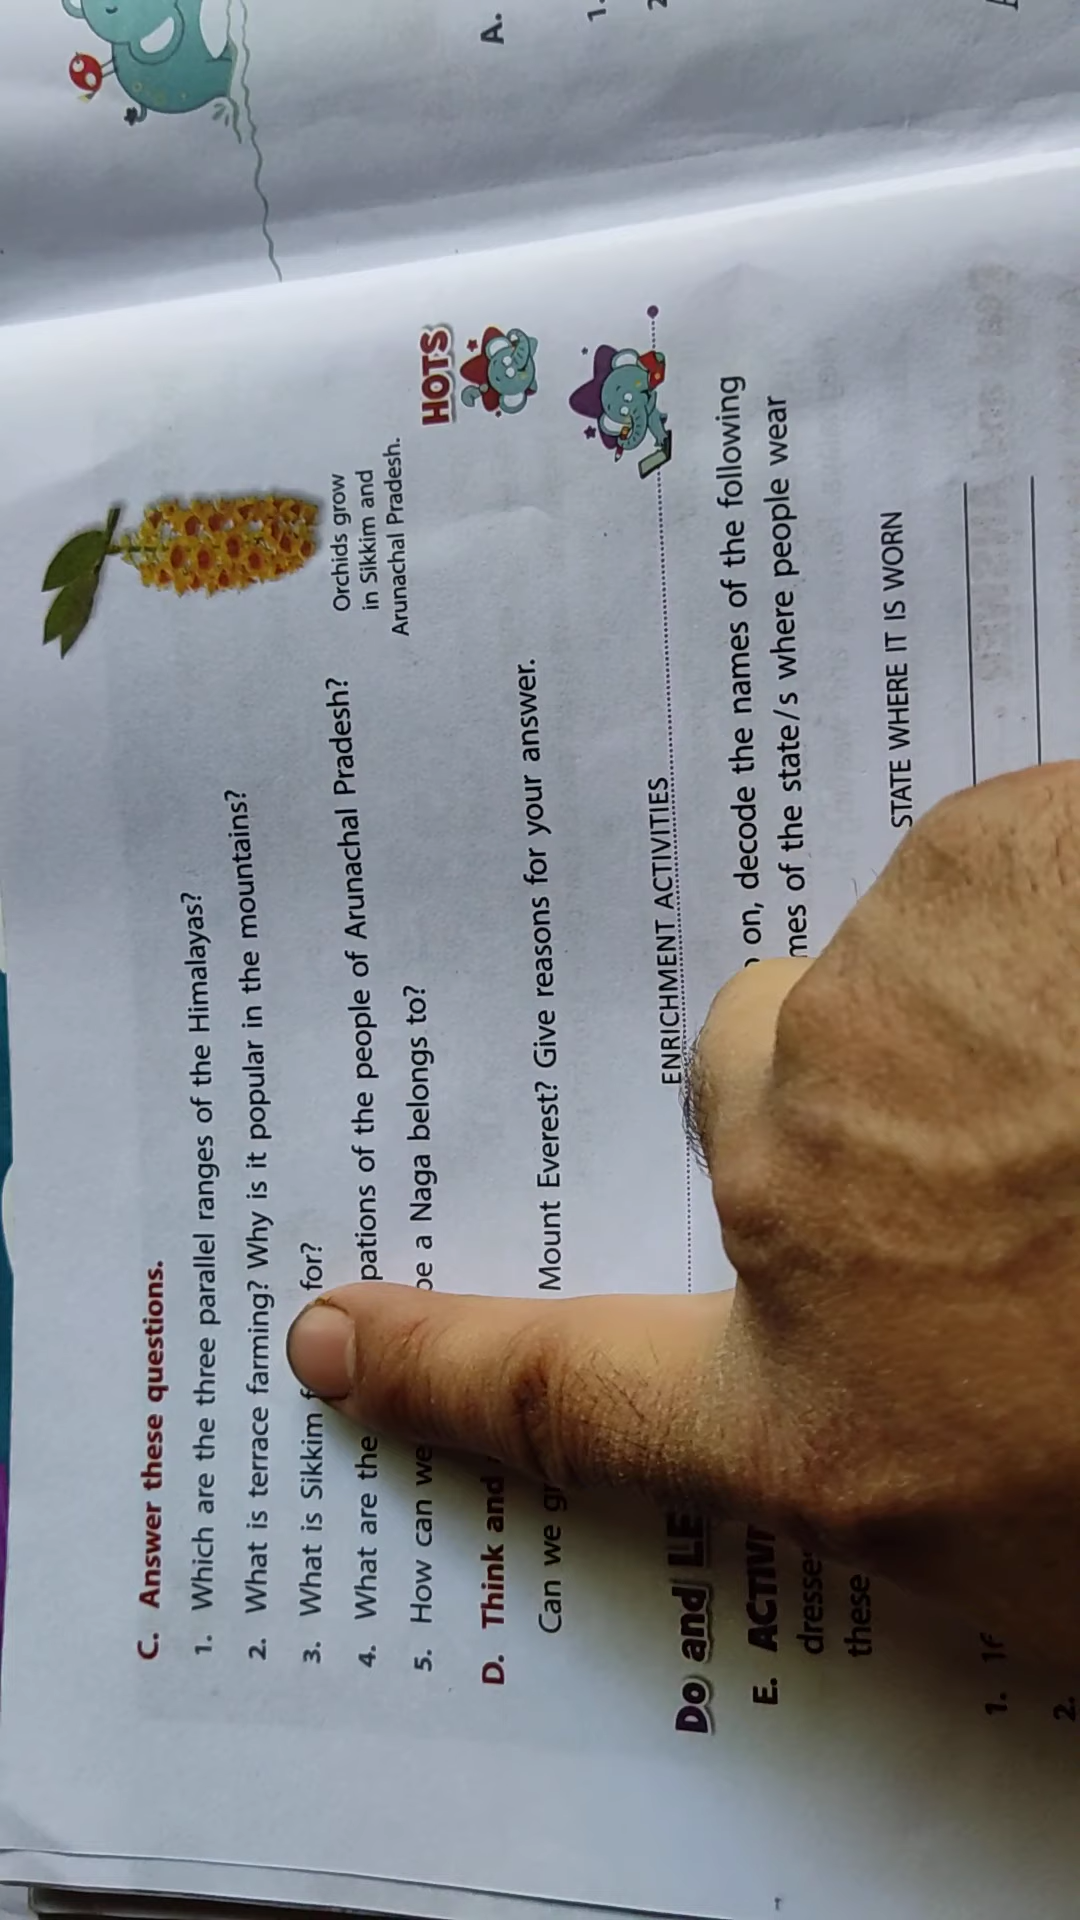 C. Answer these questions.
1. Which are the three parallel ranges of the Himalayas?
2. What is terrace farming? Why is it popular in the mountains?
3. What is Sikkim for?
4. What are the pations of the people of Arunachal Pradesh?
5. How can we be a Naga belongs to?
Orchids grow
in Sikkim and
Arunachal Pradesh.
HOTS
D. Think and
Can we gr Mount Everest? Give reasons for your answer.
ENRICHMENT ACTIVITIES
Do and LE
E. ACTIVI on, decode the names of the following
dresse mes of the state/s where people wear
these
STATE WHERE IT IS WORN
1.
2.
A.
1.
2